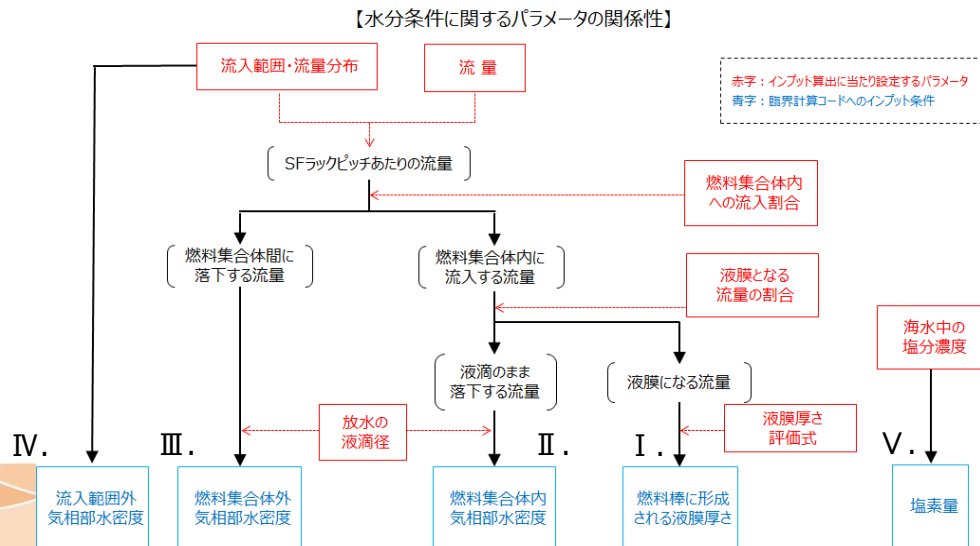 【水分条件に関するパラメータの関係性】
流入範囲・流量分布
流 量
赤字：インプット算出に当たり設定するパラメータ
青字：臨界計算コードへのインプット条件
SFラックピッチあたりの流量
燃料集合体内
への流入割合
燃料集合体間に
落下する流量
燃料集合体内に
流入する流量
液膜となる
流量の割合
海水中の
塩分濃度
液滴のまま
落下する流量
液膜になる流量
放水の
液滴径
液膜厚さ
評価式
Ⅳ.
Ⅲ.
Ⅱ.
Ⅰ.
Ⅴ.
流入範囲外
気相部水密度
燃料集合体外
気相部水密度
燃料集合体内
気相部水密度
燃料棒に形成
される液膜厚さ
塩素量